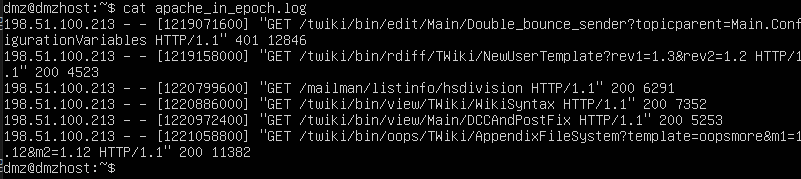 dmz@dmzhost:~$ cat apache_in_epoch.log
198.51.100.213 - - [1219071600] "GET /twiki/bin/edit/Main/Double_bounce_sender?topicparent=Main.Conf
igurationVariables HTTP/1.1" 401 12846
198.51.100.213 - - [1219158000] "GET /twiki/bin/rdiff/TWiki/NewUserTemplate?rev1=1.3&rev2=1.2 HTTP/1
.1" 200 4523
198.51.100.213 - - [1220799600] "GET /mailman/listinfo/hsdivision HTTP/1.1" 200 6291
198.51.100.213 - - [1220886000] "GET /twiki/bin/view/TWiki/WikiSyntax HTTP/1.1" 200 7352
198.51.100.213 - - [1220972400] "GET /twiki/bin/view/Main/DCCAndPostFix HTTP/1.1" 200 5253
198.51.100.213 - - [1221058800] "GET /twiki/bin/oops/TWiki/AppendixFileSystem?template=oopsmore&m1=1
.12&m2=1.12 HTTP/1.1" 200 11382
dmz@dmzhost:~$